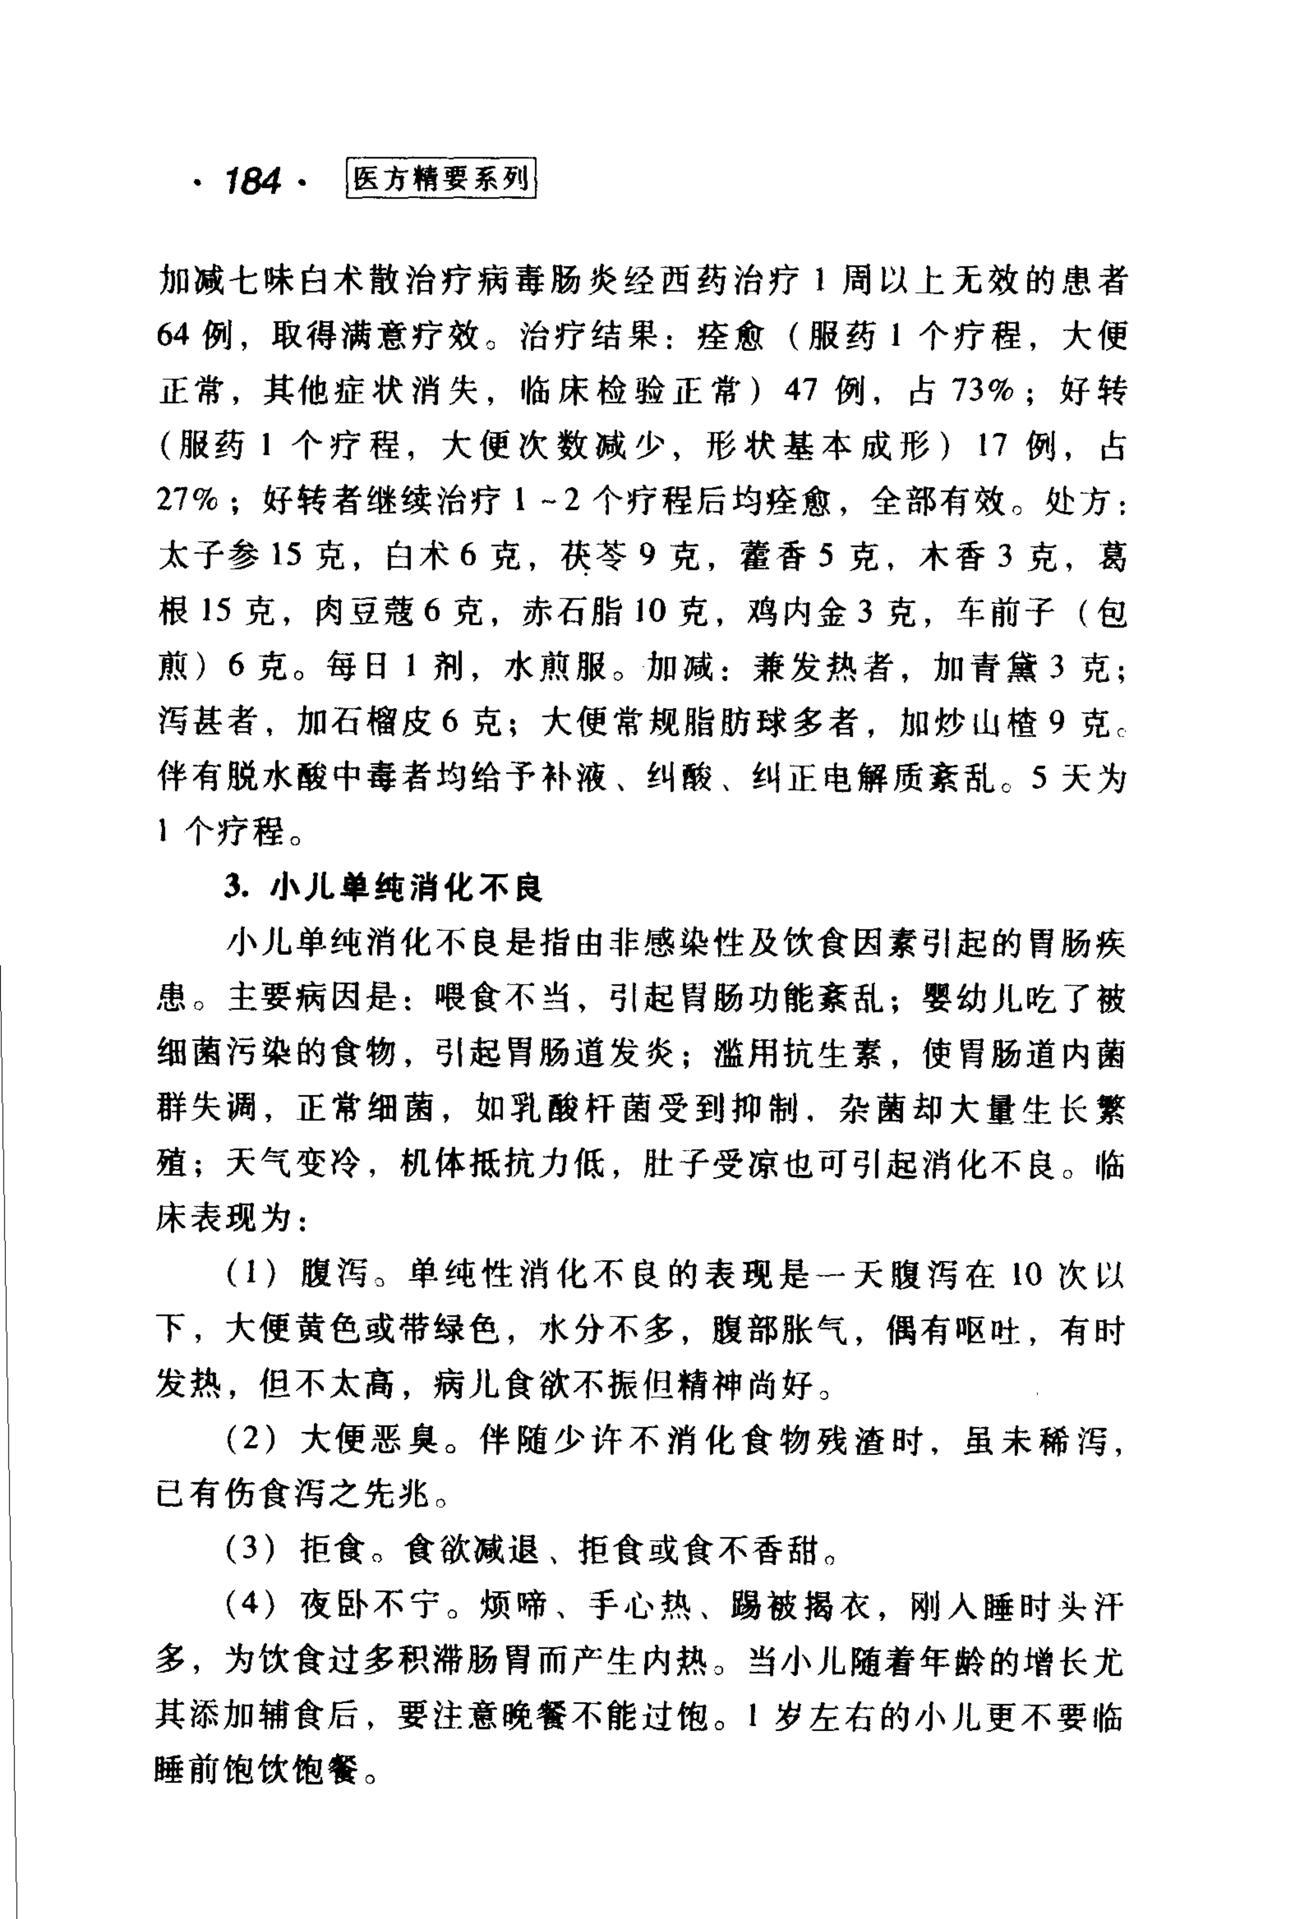 · 184 · 医方精要系列
加减七味白术散治疗病毒肠炎经西药治疗1周以上无效的患者
64例，取得满意疗效。治疗结果：痊愈（服药1个疗程，大便
正常，其他症状消失，临床检验正常）47例，占73%；好转
（服药1个疗程，大便次数减少，形状基本成形）17例，占
27%；好转者继续治疗1~2个疗程后均痊愈，全部有效。处方：
太子参15克，白术6克，茯苓9克，藿香5克，木香3克，葛
根15克，肉豆蔻6克，赤石脂10克，鸡内金3克，车前子（包
煎）6克。每日1剂，水煎服。加减：兼发热者，加青黛3克；
泻甚者，加石榴皮6克；大便常规脂肪球多者，加炒山楂9克。
伴有脱水酸中毒者均给予补液、纠酸、纠正电解质紊乱。5天为
1个疗程。
3. 小儿单纯消化不良
小儿单纯消化不良是指由非感染性及饮食因素引起的胃肠疾
患。主要病因是：喂食不当，引起胃肠功能紊乱；婴幼儿吃了被
细菌污染的食物，引起胃肠道发炎；滥用抗生素，使胃肠道内菌
群失调，正常细菌，如乳酸杆菌受到抑制，杂菌却大量生长繁
殖；天气变冷，机体抵抗力低，肚子受凉也可引起消化不良。临
床表现为：
（1）腹泻。单纯性消化不良的表现是一天腹泻在10次以
下，大便黄色或带绿色，水分不多，腹部胀气，偶有呕吐，有时
发热，但不太高，病儿食欲不振但精神尚好。
（2）大便恶臭。伴随少许不消化食物残渣时，虽未稀泻，
已有伤食泻之先兆。
（3）拒食。食欲减退、拒食或食不香甜。
（4）夜卧不宁。烦啼、手心热、踢被揭衣，刚入睡时头汗
多，为饮食过多积滞肠胃而产生内热。当小儿随着年龄的增长尤
其添加辅食后，要注意晚餐不能过饱。1岁左右的小儿更不要临
睡前饱饮饱餐。